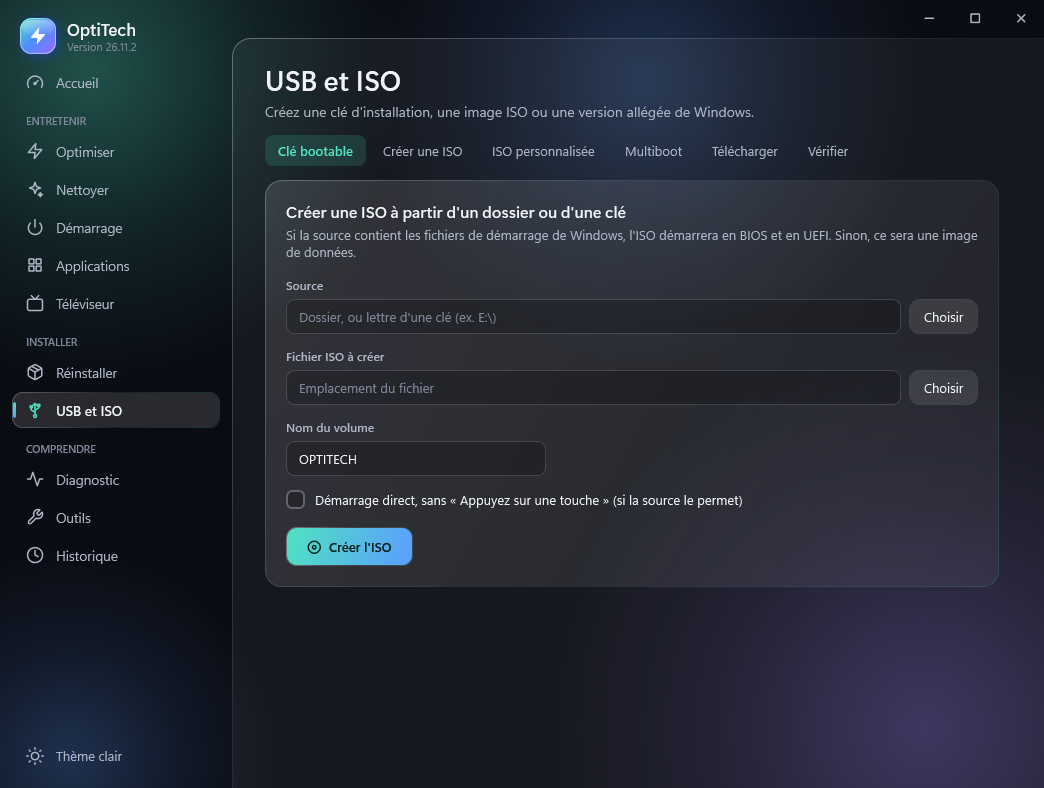 OptiTech
Version 26.11.2
Accueil
ENTRETENIR
Optimiser
Nettoyer
Démarrage
Applications
Téléviseur
INSTALLER
Réinstaller
USB et ISO
COMPRENDRE
Diagnostic
Outils
Historique
Thème clair
USB et ISO
Créez une clé d'installation, une image ISO ou une version allégée de Windows.
Clé bootable Créer une ISO ISO personnalisée Multiboot Télécharger Vérifier
Créer une ISO à partir d'un dossier ou d'une clé
Si la source contient les fichiers de démarrage de Windows, l'ISO démarrera en BIOS et en UEFI. Sinon, ce sera une image
de données.
Source
Dossier, ou lettre d'une clé (ex. E:\) Choisir
Fichier ISO à créer
Emplacement du fichier Choisir
Nom du volume
OPTITECH
Démarrage direct, sans « Appuyez sur une touche » (si la source le permet)
Créer l'ISO